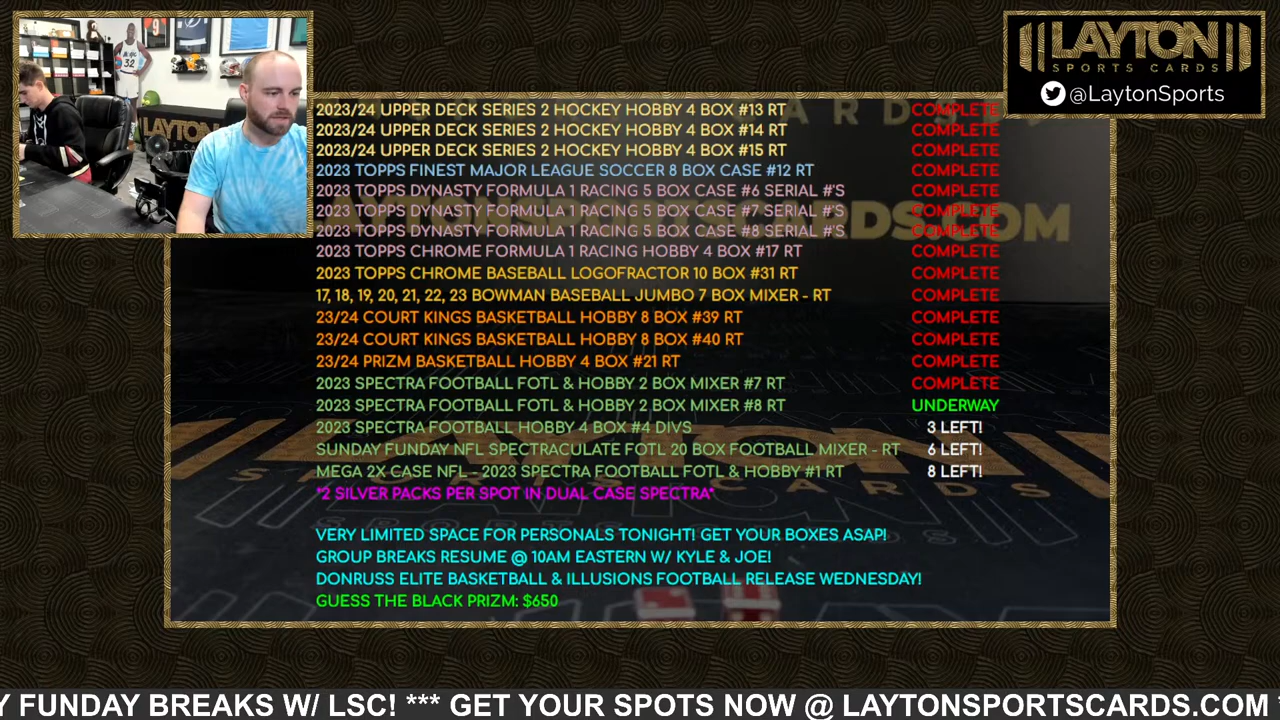 LAYTON
SPORTS CARDS
@LaytonSports
32
LAYTON
2023/24 UPPER DECK SERIES 2 HOCKEY HOBBY 4 BOX #13 RT COMPLETE
2023/24 UPPER DECK SERIES 2 HOCKEY HOBBY 4 BOX #14 RT COMPLETE
2023/24 UPPER DECK SERIES 2 HOCKEY HOBBY 4 BOX #15 RT COMPLETE
2023 TOPPS FINEST MAJOR LEAGUE SOCCER 8 BOX CASE #12 RT COMPLETE
2023 TOPPS DYNASTY FORMULA 1 RACING 5 BOX CASE #6 SERIAL #'S COMPLETE
2023 TOPPS DYNASTY FORMULA 1 RACING 5 BOX CASE #7 SERIAL #'S COMPLETE
2023 TOPPS DYNASTY FORMULA 1 RACING 5 BOX CASE #8 SERIAL #'S COMPLETE
2023 TOPPS CHROME FORMULA 1 RACING HOBBY 4 BOX #17 RT COMPLETE
2023 TOPPS CHROME BASEBALL LOGOFRACTOR 10 BOX #31 RT COMPLETE
17, 18, 19, 20, 21, 22, 23 BOWMAN BASEBALL JUMBO 7 BOX MIXER - RT COMPLETE
23/24 COURT KINGS BASKETBALL HOBBY 8 BOX #39 RT COMPLETE
23/24 COURT KINGS BASKETBALL HOBBY 8 BOX #40 RT COMPLETE
23/24 PRIZM BASKETBALL HOBBY 4 BOX #21 RT COMPLETE
2023 SPECTRA FOOTBALL FOTL & HOBBY 2 BOX MIXER #7 RT COMPLETE
2023 SPECTRA FOOTBALL FOTL & HOBBY 2 BOX MIXER #8 RT UNDERWAY
2023 SPECTRA FOOTBALL HOBBY 4 BOX #4 DIVS 3 LEFT!
SUNDAY FUNDAY NFL SPECTRACULATE FOTL 20 BOX FOOTBALL MIXER - RT 6 LEFT!
MEGA 2X CASE NFL - 2023 SPECTRA FOOTBALL FOTL & HOBBY #1 RT 8 LEFT!
*2 SILVER PACKS PER SPOT IN DUAL CASE SPECTRA*
VERY LIMITED SPACE FOR PERSONALS TONIGHT! GET YOUR BOXES ASAP!
GROUP BREAKS RESUME @ 10AM EASTERN W/ KYLE & JOE!
DONRUSS ELITE BASKETBALL & ILLUSIONS FOOTBALL RELEASE WEDNESDAY!
GUESS THE BLACK PRIZM: $650
Y FUNDAY BREAKS W/ LSC! *** GET YOUR SPOTS NOW @ LAYTONSPORTSCARDS.COM